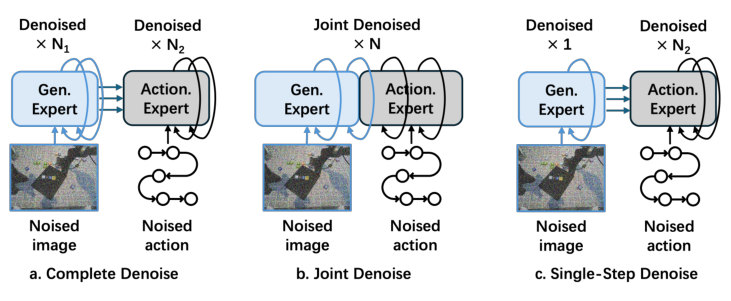 Denoised
× N₁
Denoised
× N₂
Gen.
Expert
Action.
Expert
Noised
image
Noised
action
a. Complete Denoise
Joint Denoised
× N
Gen.
Expert
Action.
Expert
Noised
image
Noised
action
b. Joint Denoise
Denoised
× 1
Denoised
× N₂
Gen.
Expert
Action.
Expert
Noised
image
Noised
action
c. Single-Step Denoise